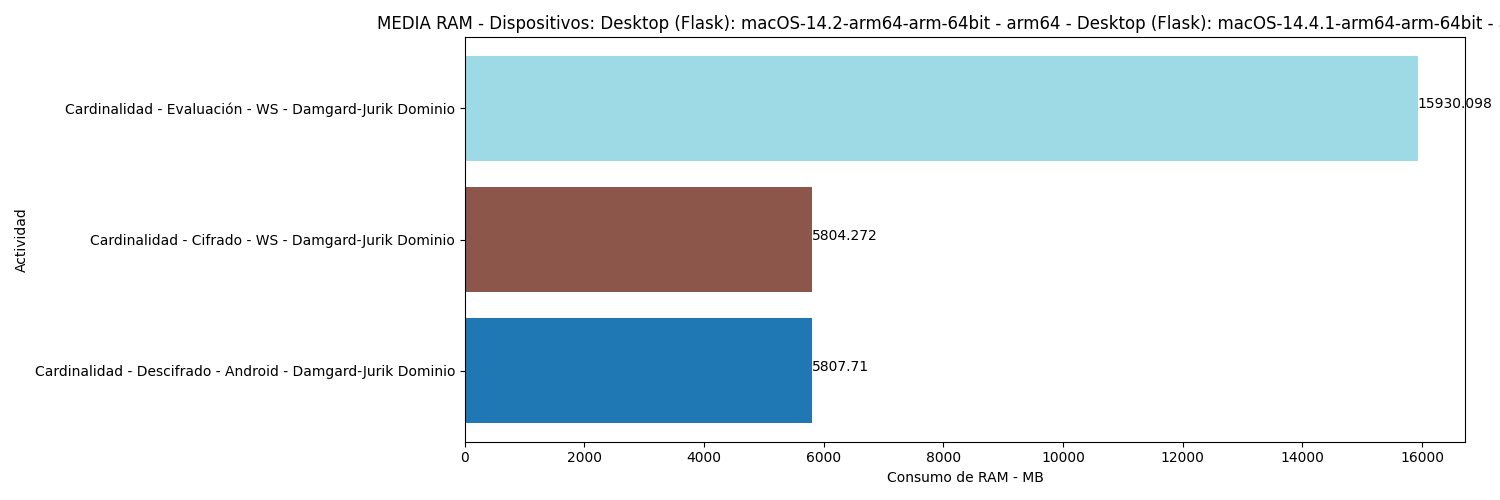 MEDIA RAM - Dispositivos: Desktop (Flask): macOS-14.2-arm64-arm-64bit - arm64 - Desktop (Flask): macOS-14.4.1-arm64-arm-64bit -
Cardinalidad - Evaluación - WS - Damgard-Jurik Dominio
15930.098
Cardinalidad - Cifrado - WS - Damgard-Jurik Dominio
5804.272
Cardinalidad - Descifrado - Android - Damgard-Jurik Dominio
5807.71
Actividad
0 2000 4000 6000 8000 10000 12000 14000 16000
Consumo de RAM - MB